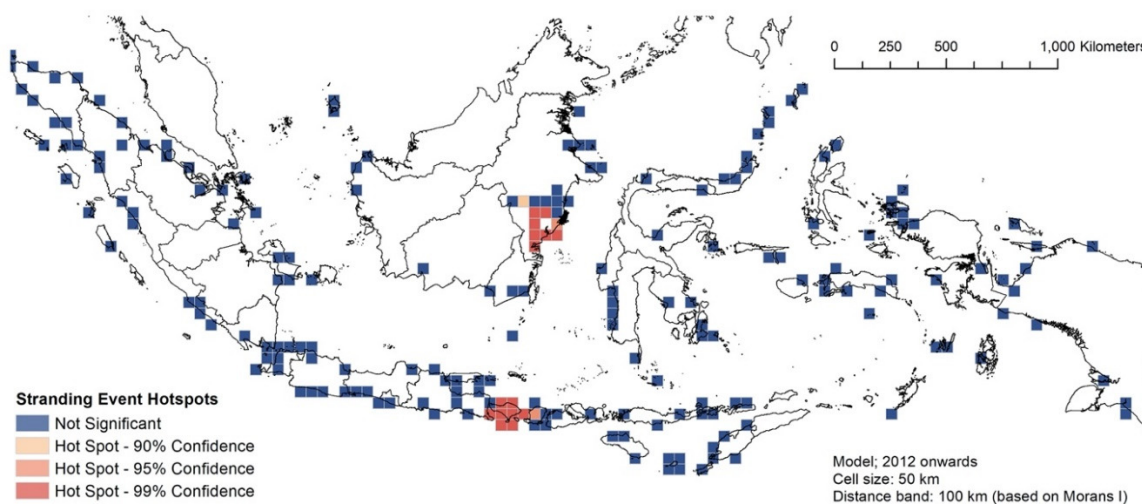 0 250 500 1,000 Kilometers
Stranding Event Hotspots
Not Significant
Hot Spot - 90% Confidence
Hot Spot - 95% Confidence
Hot Spot - 99% Confidence
Model; 2012 onwards
Cell size: 50 km
Distance band: 100 km (based on Morans I)